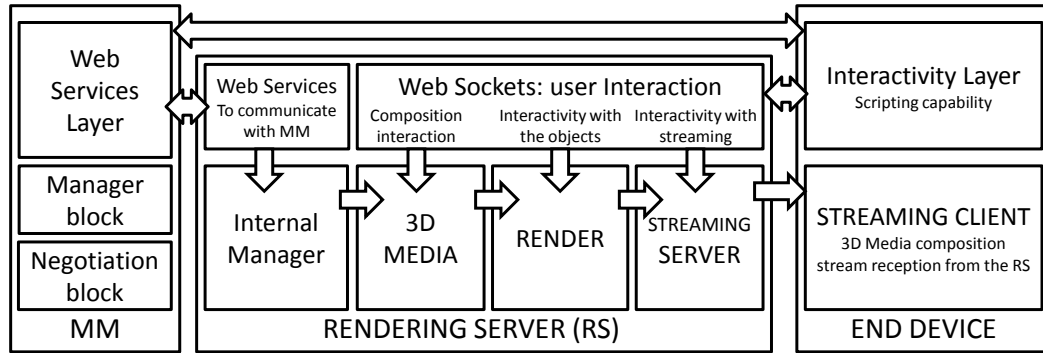 Web
Services
Layer
Manager
block
Negotiation
block
MM
Web Services
To communicate
with MM
Web Sockets: user Interaction
Composition
interaction
Interactivity with
the objects
Interactivity with
streaming
Internal
Manager
3D
MEDIA
RENDER
STREAMING
SERVER
RENDERING SERVER (RS)
Interactivity Layer
Scripting capability
STREAMING CLIENT
3D Media composition
stream reception from the RS
END DEVICE